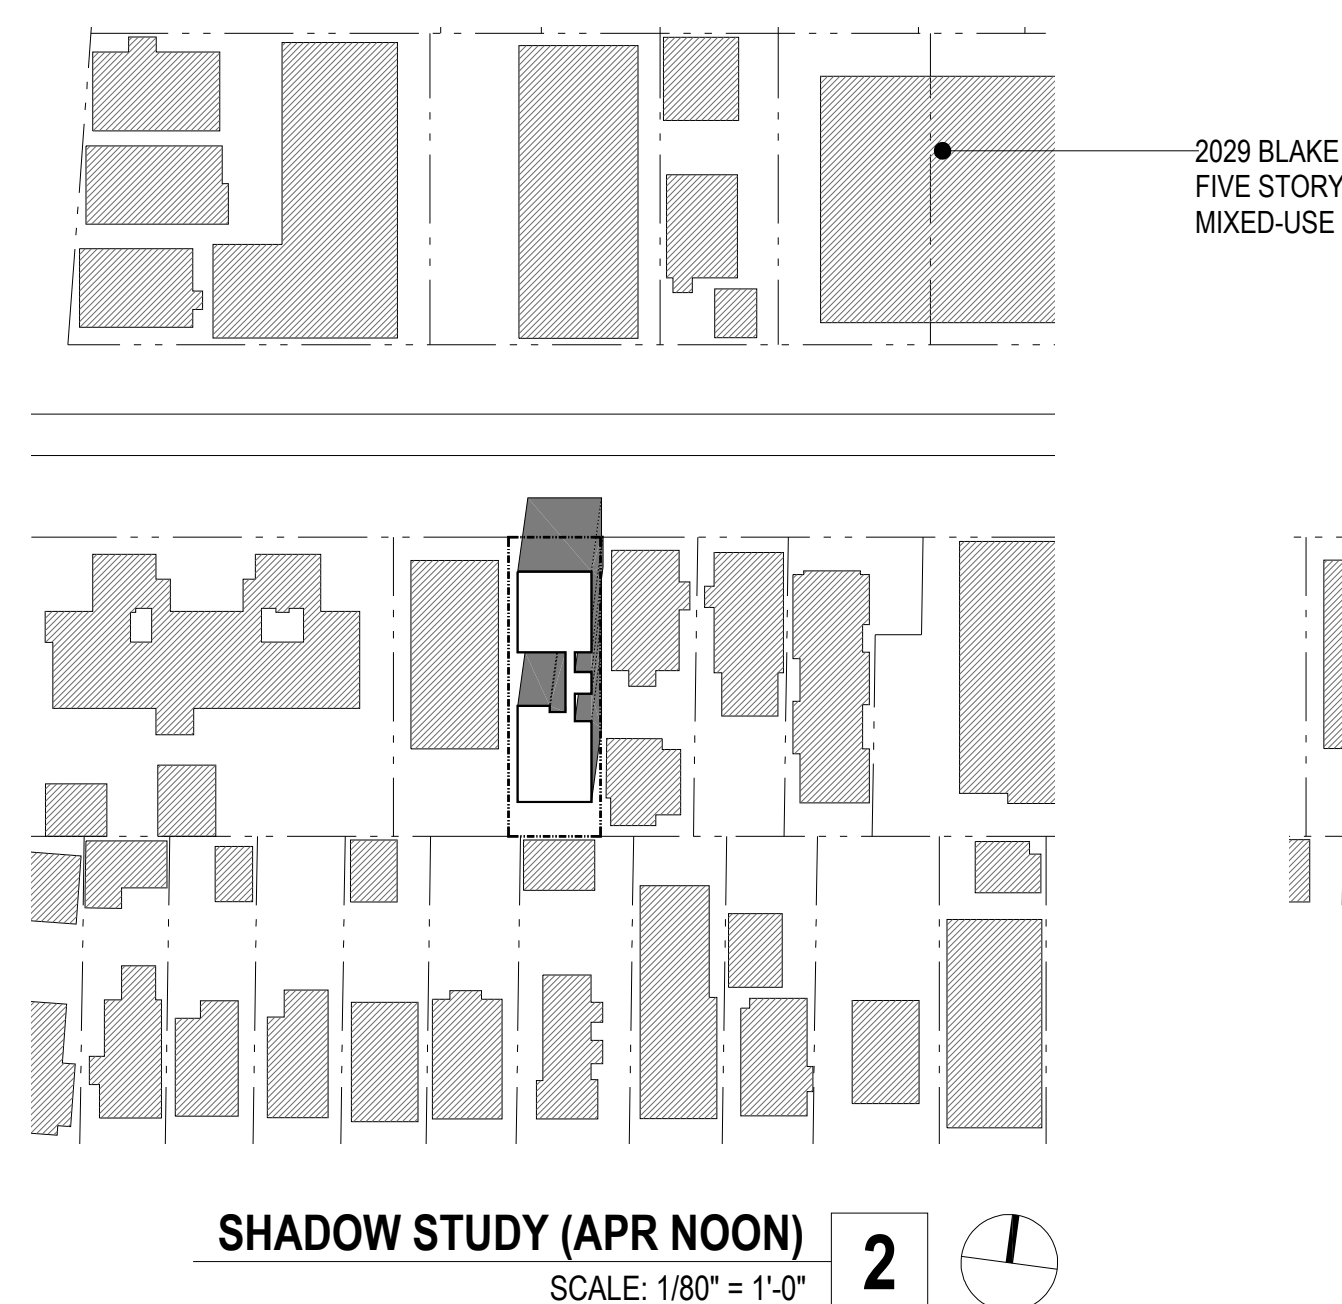 2029 BLAKE
FIVE STORY
MIXED-USE
SHADOW STUDY (APR NOON)
2
SCALE: 1/80" = 1'-0"